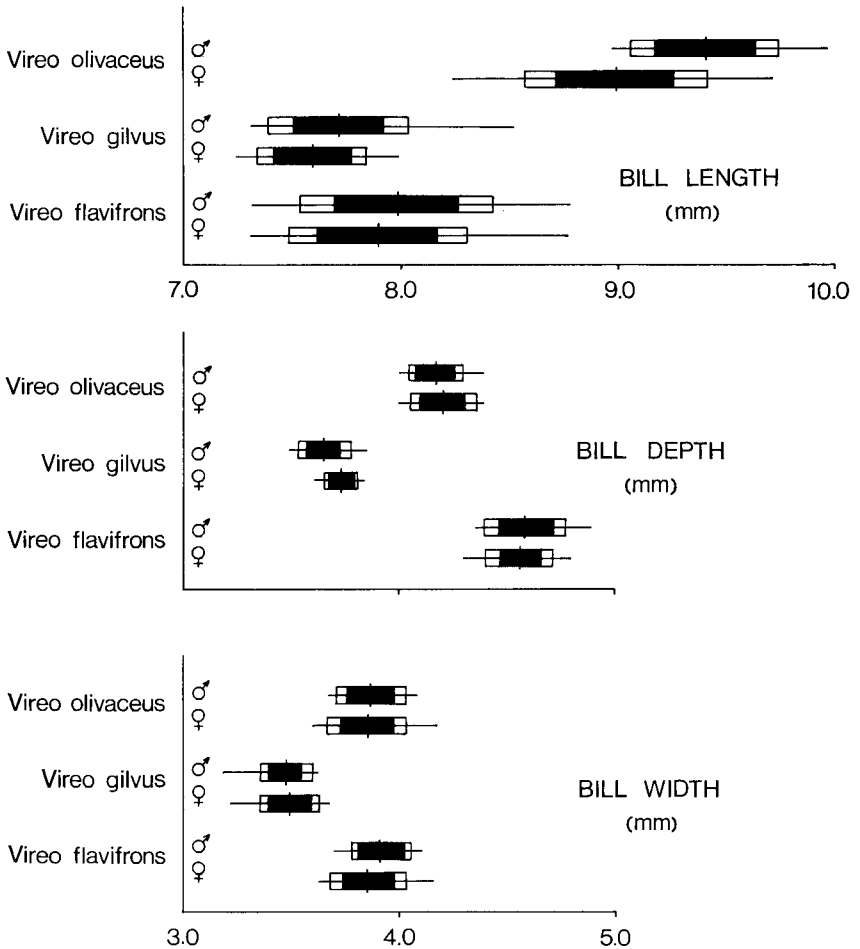 Vireo olivaceus ♂
♀
Vireo gilvus ♂
♀
BILL LENGTH
(mm)
Vireo flavifrons ♂
♀
7.0 8.0 9.0 10.0
Vireo olivaceus ♂
♀
Vireo gilvus ♂
♀
BILL DEPTH
(mm)
Vireo flavifrons ♂
♀
Vireo olivaceus ♂
♀
Vireo gilvus ♂
♀
BILL WIDTH
(mm)
Vireo flavifrons ♂
♀
3.0 4.0 5.0